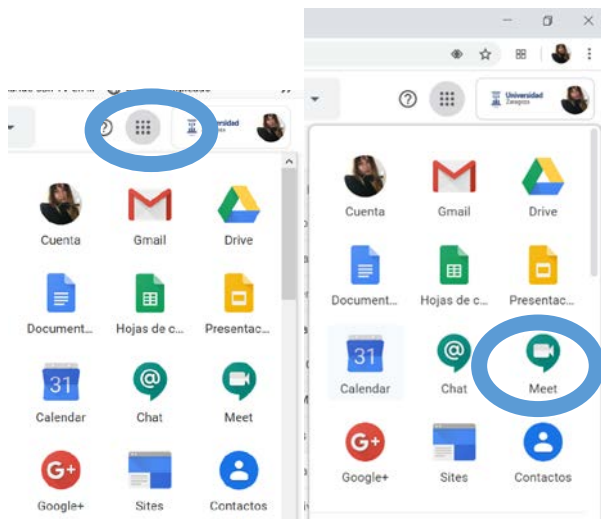 Universidad
Zaragoza
Cuenta
Gmail
Drive
Document...
Hojas de c...
Presentac...
31
Calendar
@
Chat
Meet
G+
Google+
Sites
Contactos
Cuenta
Gmail
Drive
Document...
Hojas de c...
Presentac...
31
Calendar
@
Chat
Meet
G+
Google+
Sites
Contactos